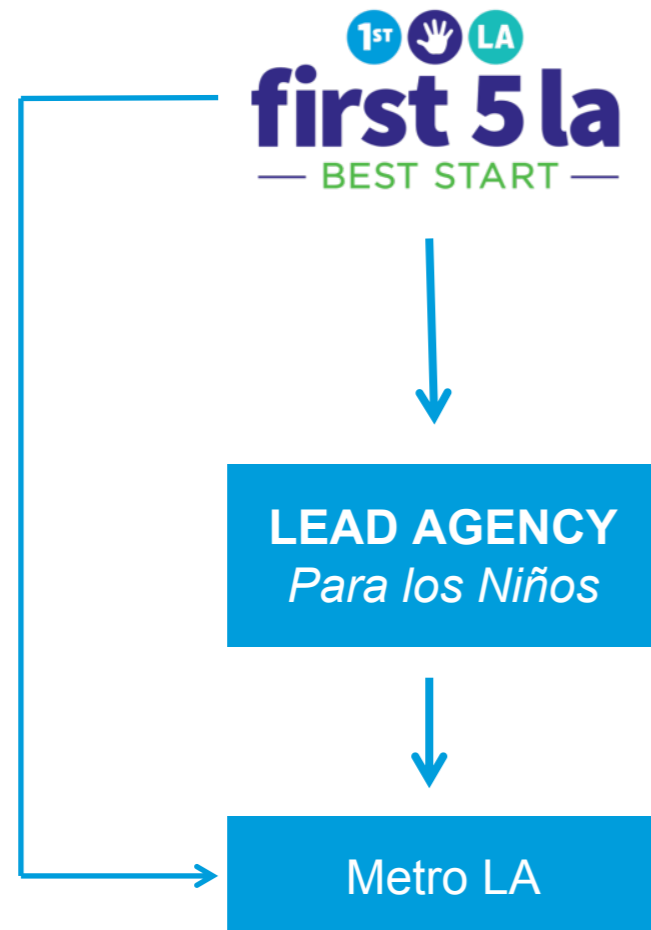 1ST LA
first 5 la
BEST START
LEAD AGENCY
Para los Niños
Metro LA